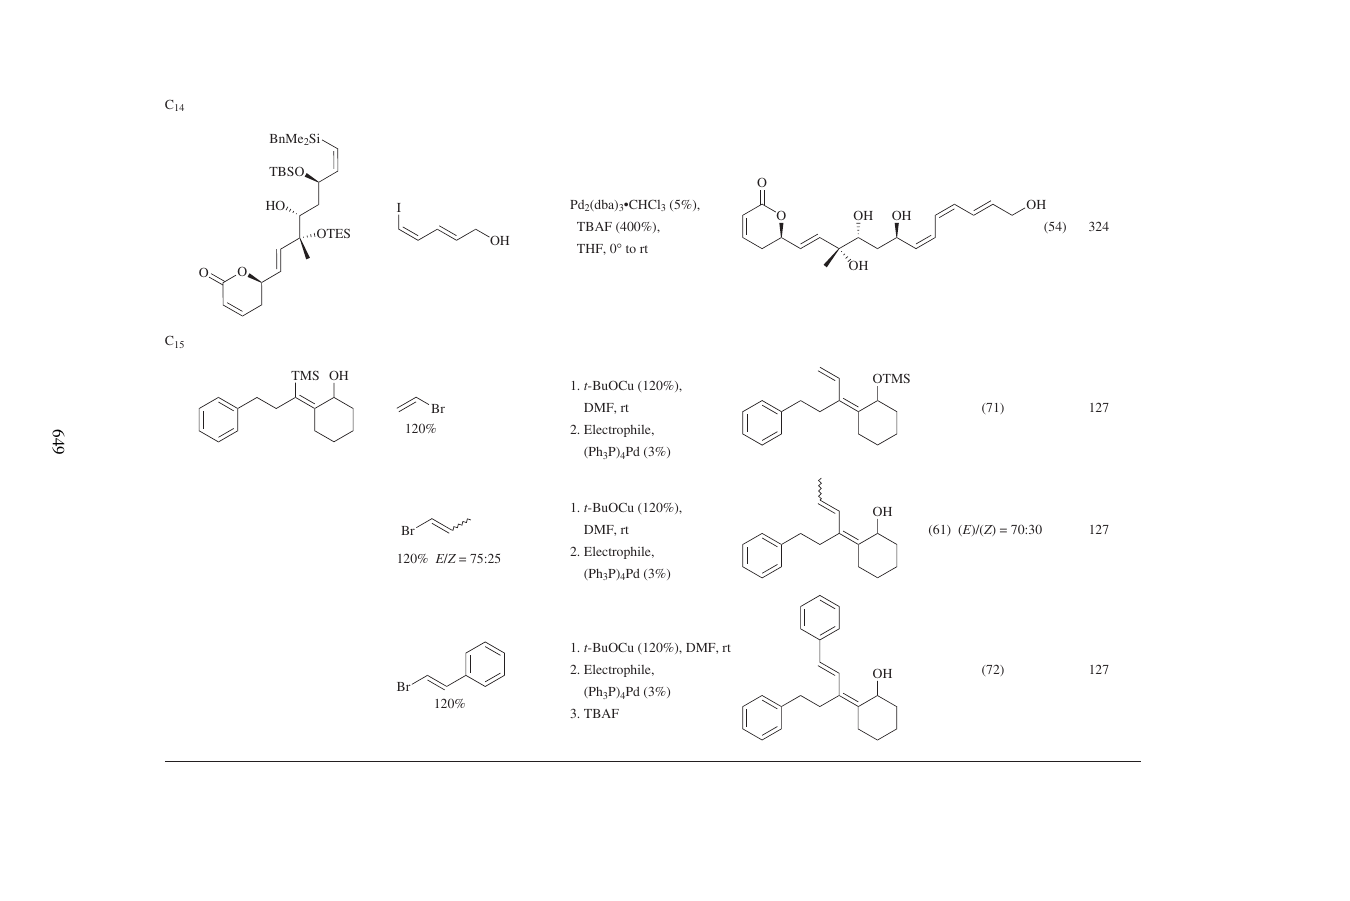 C14
BnMe2Si
TBSO
HO
OTES
O
O
I
OH
Pd2(dba)3•CHCl3 (5%),
TBAF (400%),
THF, 0° to rt
O
O
OH
OH
OH
OH
(54)
324
C15
TMS OH
Br
120%
1. t-BuOCu (120%),
DMF, rt
2. Electrophile,
(Ph3P)4Pd (3%)
OTMS
(71)
127
Br
120% E/Z = 75:25
1. t-BuOCu (120%),
DMF, rt
2. Electrophile,
(Ph3P)4Pd (3%)
OH
(61) (E)/(Z) = 70:30
127
Br
120%
1. t-BuOCu (120%), DMF, rt
2. Electrophile,
(Ph3P)4Pd (3%)
3. TBAF
OH
(72)
127
649